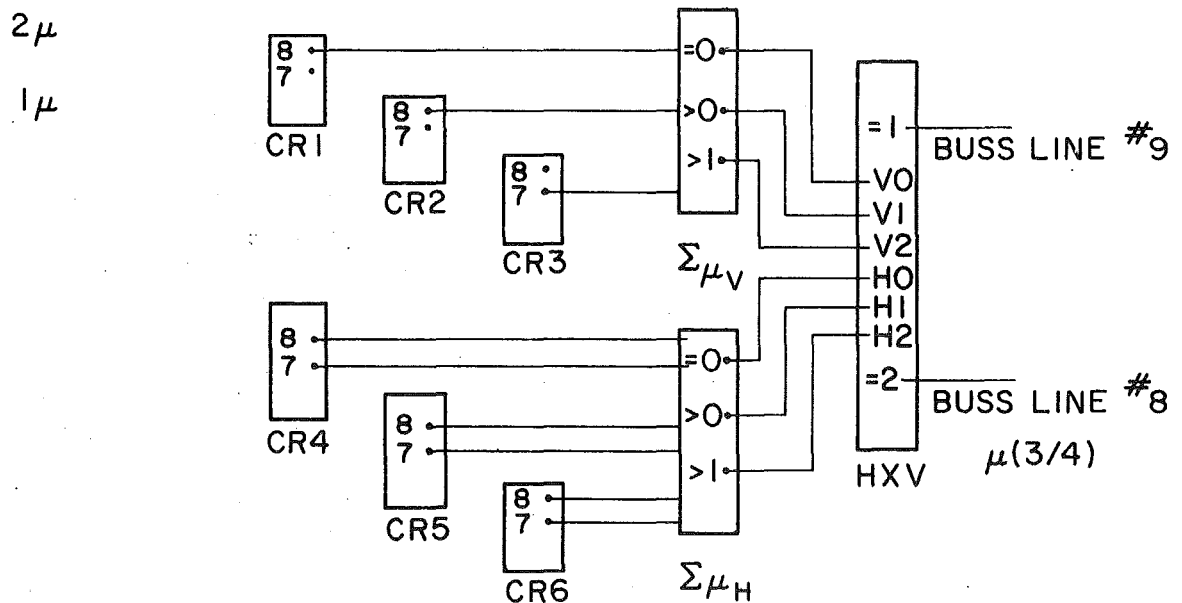 2μ
1μ
8
7
CR1
8
7
CR2
8
7
CR3
=0
>0
>1
ΣμV
8
7
CR4
8
7
CR5
8
7
CR6
=0
>0
>1
ΣμH
=1
V0
V1
V2
H0
H1
H2
=2
HXV
BUSS LINE #9
BUSS LINE #8
μ(3/4)